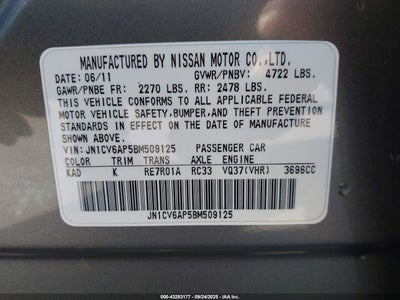 MANUFACTURED BY NISSAN MOTOR CO.,LTD.
DATE: 06/11 GVWR/PNBV: 4722 LBS.
GAWR/PNBE FR: 2270 LBS. RR: 2478 LBS.
THIS VEHICLE CONFORMS TO ALL APPLICABLE FEDERAL
MOTOR VEHICLE SAFETY,BUMPER,AND THEFT PREVENTION
STANDARDS IN EFFECT ON THE DATE OF MANUFACTURE
SHOWN ABOVE.
VIN: JN1CV6AP5BM509125 PASSENGER CAR
COLOR TRIM TRANS AXLE ENGINE
KAD K RE7R01A RC33 VQ37(VHR) 3696CC
JN1CV6AP5BM509125
000-43253177 - 09/24/2025 - IAA Inc.